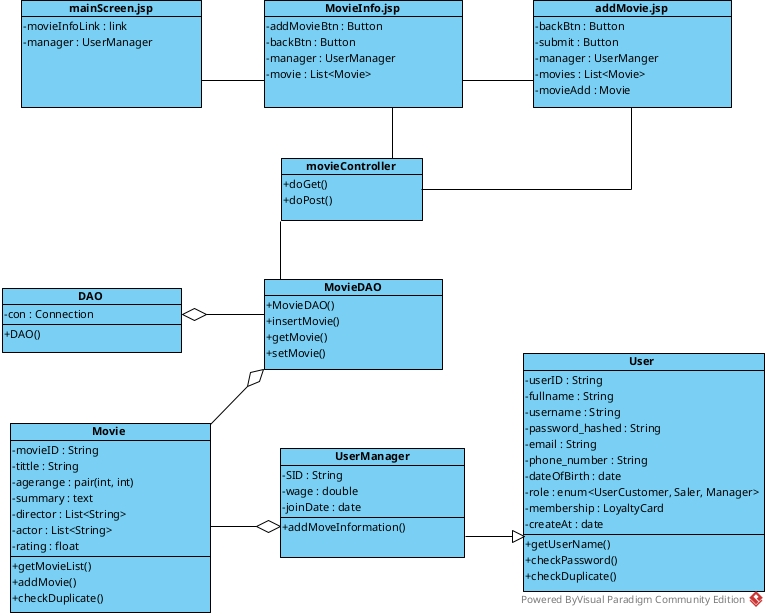 mainScreen.jsp
-movieInfoLink : link
-manager : UserManager
MovieInfo.jsp
-addMovieBtn : Button
-backBtn : Button
-manager : UserManager
-movie : List<Movie>
addMovie.jsp
-backBtn : Button
-submit : Button
-manager : UserManger
-movies : List<Movie>
-movieAdd : Movie
movieController
+doGet()
+doPost()
DAO
-con : Connection
+DAO()
MovieDAO
+MovieDAO()
+insertMovie()
+getMovie()
+setMovie()
Movie
-movieID : String
-tittle : String
-agerange : pair(int, int)
-summary : text
-director : List<String>
-actor : List<String>
-rating : float
+getMovieList()
+addMovie()
+checkDuplicate()
UserManager
-SID : String
-wage : double
-joinDate : date
+addMoveInformation()
User
-userID : String
-fullname : String
-username : String
-password_hashed : String
-email : String
-phone_number : String
-dateOfBirth : date
-role : enum<UserCustomer, Saler, Manager>
-membership : LoyaltyCard
-createAt : date
+getUserName()
+checkPassword()
+checkDuplicate()
Powered ByVisual Paradigm Community Edition